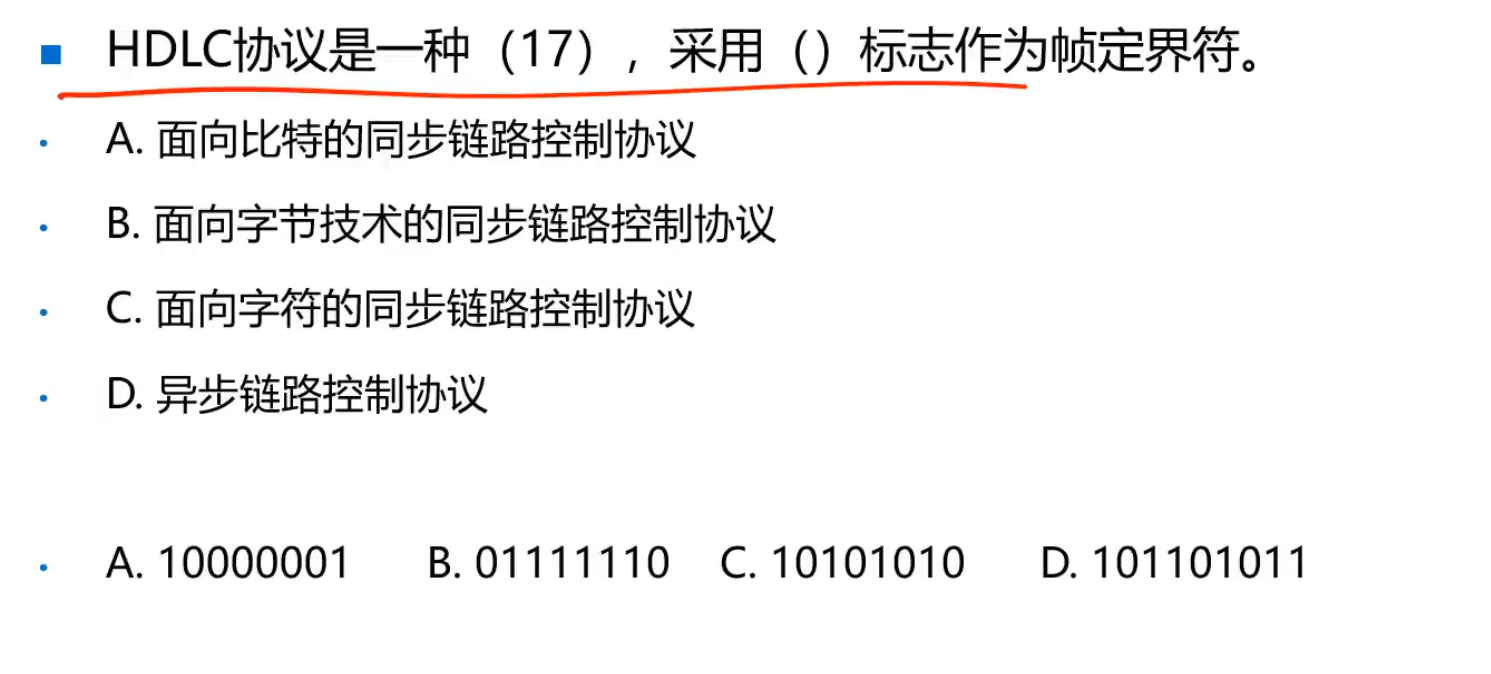 HDLC协议是一种（17），采用（）标志作为帧定界符。
A. 面向比特的同步链路控制协议
B. 面向字节技术的同步链路控制协议
C. 面向字符的同步链路控制协议
D. 异步链路控制协议
A. 10000001 B. 01111110 C. 10101010 D. 101101011